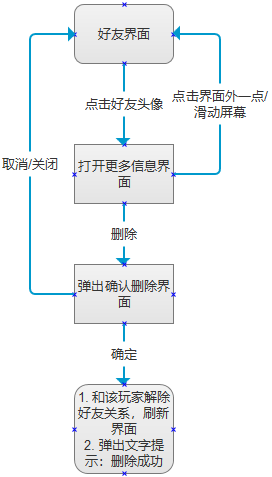 好友界面
点击好友头像
点击界面外一点/
滑动屏幕
取消/关闭
打开更多信息界
面
删除
弹出确认删除界
面
确定
1. 和该玩家解除
好友关系，刷新
界面
2. 弹出文字提
示：删除成功